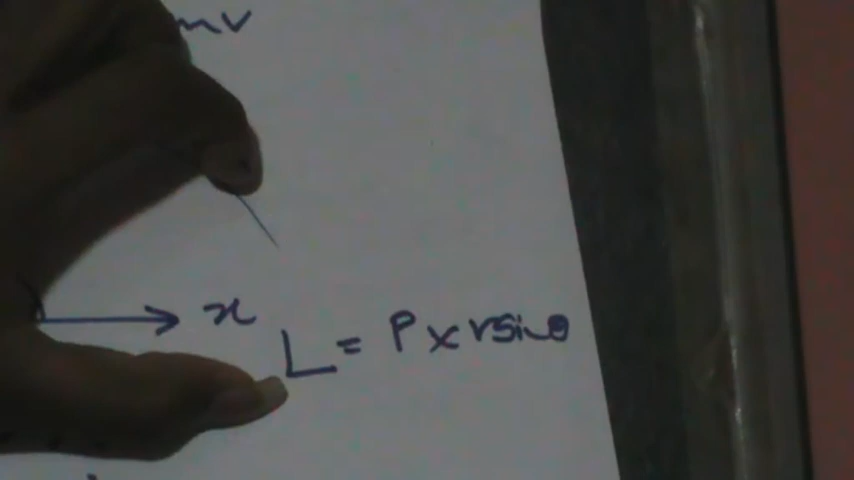 mv
x
L = P x r sinθ